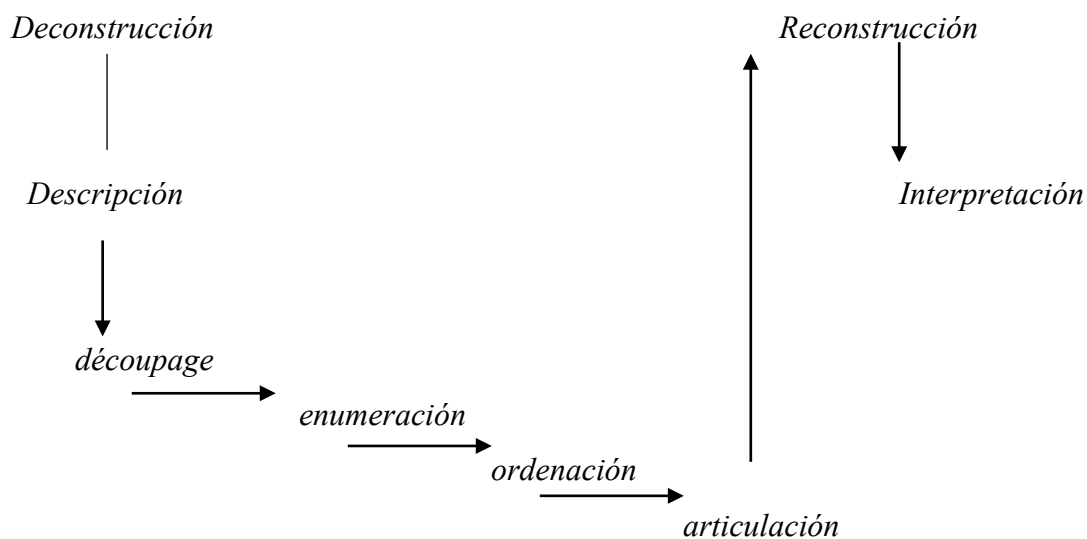 Deconstrucción
Reconstrucción
Descripción
Interpretación
découpage
enumeración
ordenación
articulación